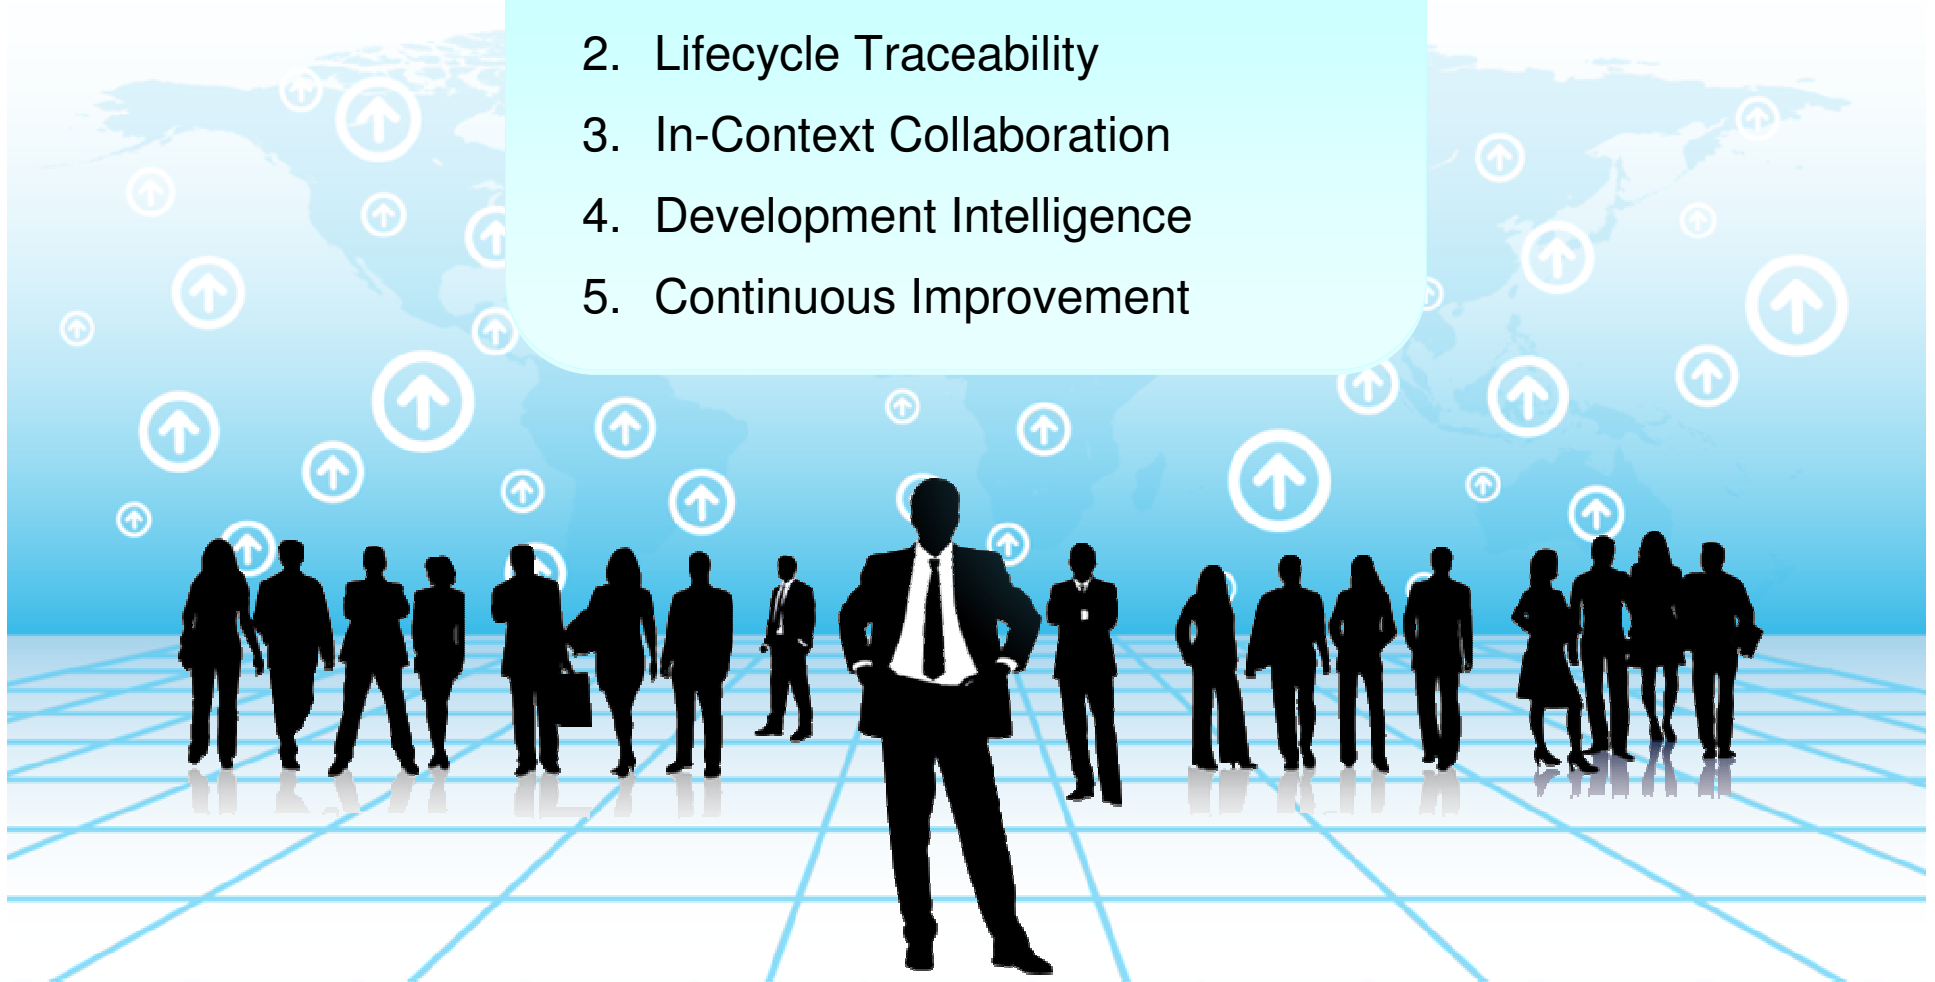 2. Lifecycle Traceability
3. In-Context Collaboration
4. Development Intelligence
5. Continuous Improvement